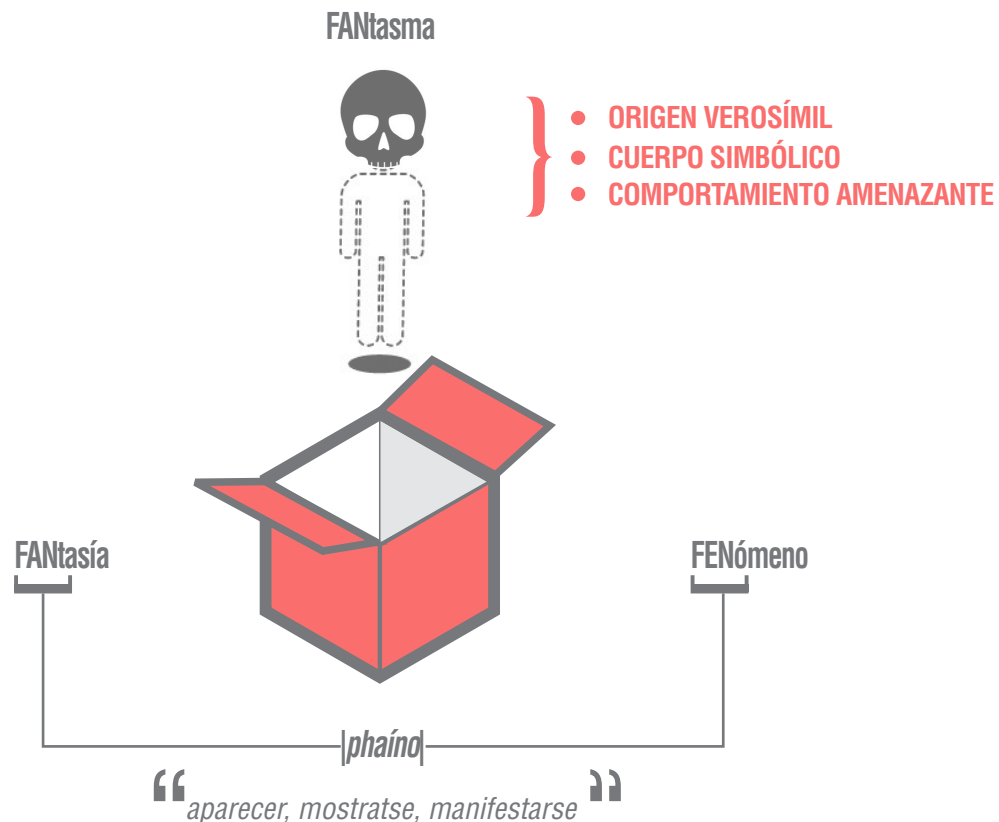 FANtasma
• ORIGEN VEROSÍMIL
• CUERPO SIMBÓLICO
• COMPORTAMIENTO AMENAZANTE
FANtasía
FENómeno
|phaíno|
“aparecer, mostratse, manifestarse”